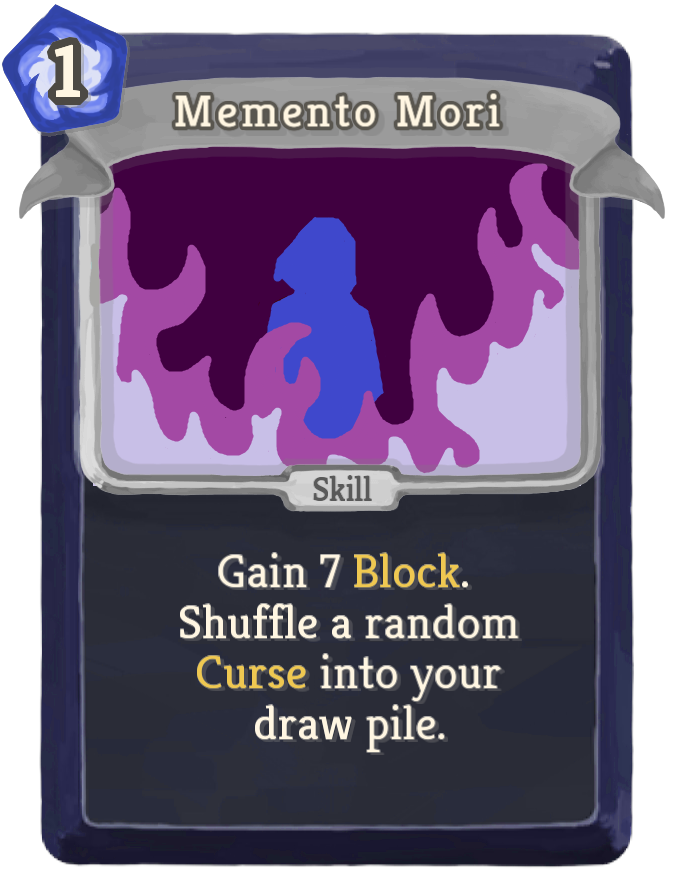 1
Memento Mori
Skill
Gain 7 Block.
Shuffle a random
Curse into your
draw pile.